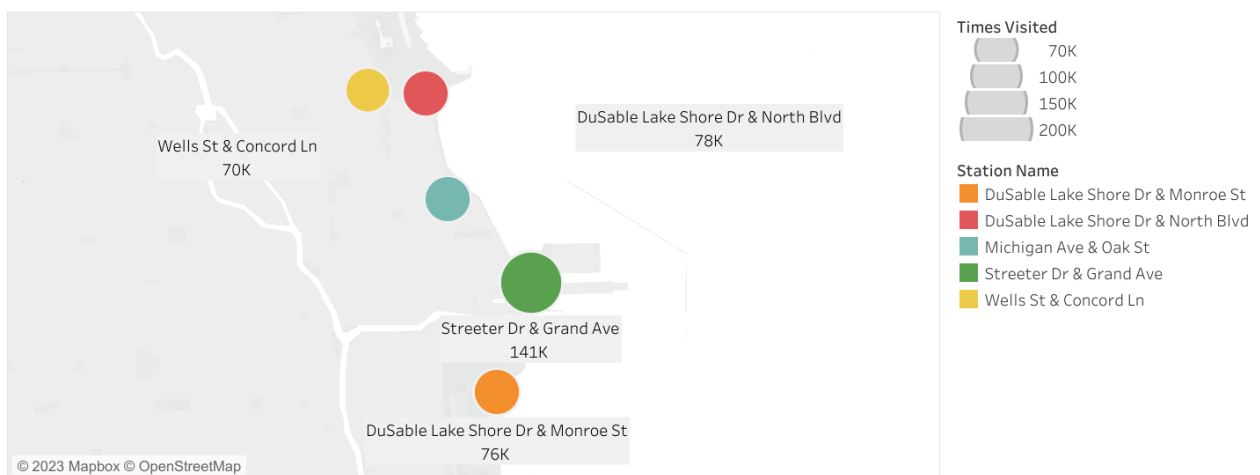 DuSable Lake Shore Dr & North Blvd
78K
Wells St & Concord Ln
70K
Streeter Dr & Grand Ave
141K
DuSable Lake Shore Dr & Monroe St
76K
© 2023 Mapbox © OpenStreetMap
Times Visited
70K
100K
150K
200K
Station Name
DuSable Lake Shore Dr & Monroe St
DuSable Lake Shore Dr & North Blvd
Michigan Ave & Oak St
Streeter Dr & Grand Ave
Wells St & Concord Ln